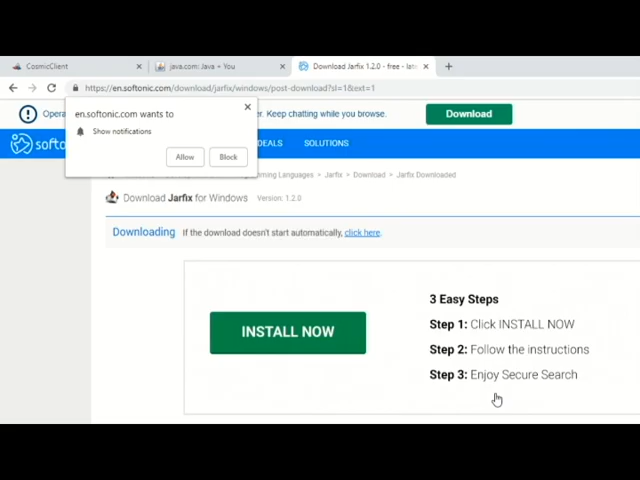 CosmicClient
java.com: Java + You
Download Jarfix 1.2.0 - free - late
https://en.softonic.com/download/jarfix/windows/post-download?sl=1&ext=1
Opera
er. Keep chatting while you browse.
Download
en.softonic.com wants to
Show notifications
Allow
Block
softo
DEALS
SOLUTIONS
Languages > Jarfix > Download > Jarfix Downloaded
Download Jarfix for Windows Version: 1.2.0
Downloading If the download doesn't start automatically, click here.
INSTALL NOW
3 Easy Steps
Step 1: Click INSTALL NOW
Step 2: Follow the instructions
Step 3: Enjoy Secure Search